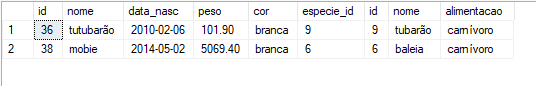 id nome data_nasc peso cor especie_id id nome alimentacao
1 36 tutubarão 2010-02-06 101.90 branca 9 9 tubarão carnívoro
2 38 mobie 2014-05-02 5069.40 branca 6 6 baleia carnívoro